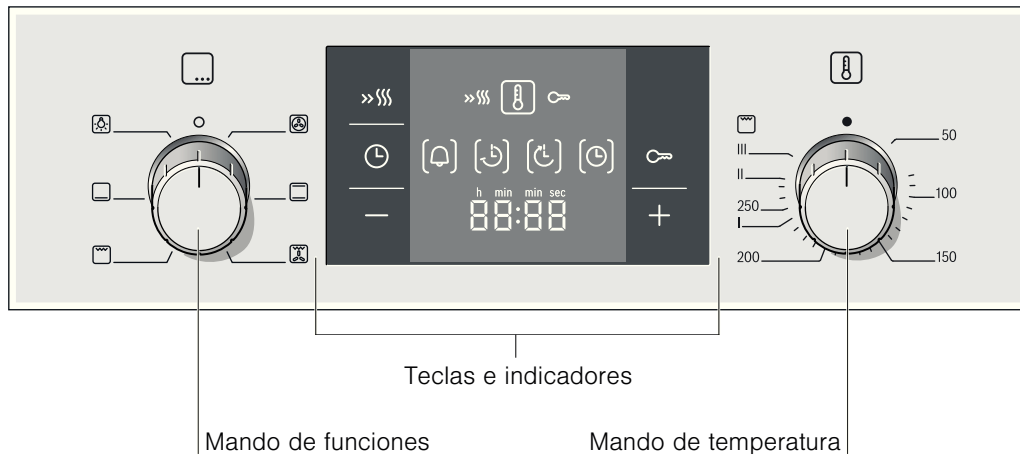 h min min sec
88:88
50
100
150
200
I
250
II
III
Teclas e indicadores
Mando de funciones
Mando de temperatura